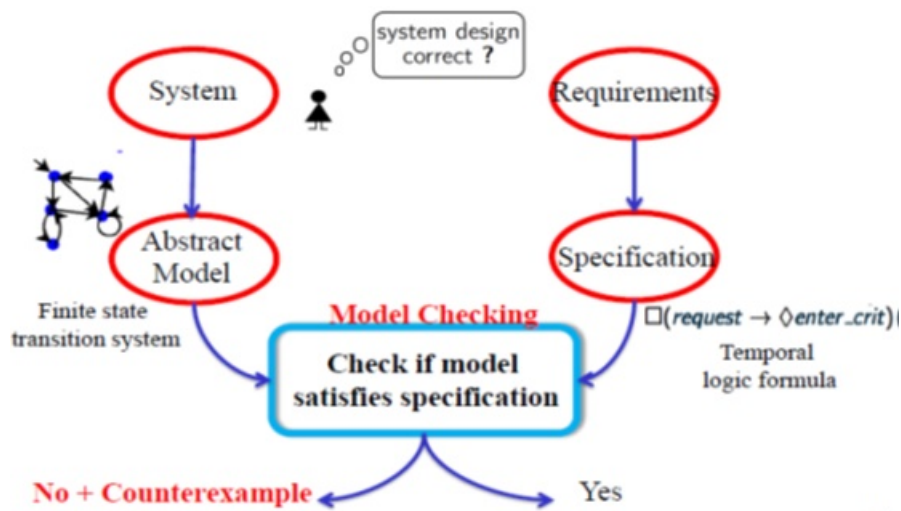 system design
correct ?
System
Requirements
Abstract
Model
Specification
Finite state
transition system
Model Checking
□(request → ◊enter_crit)(
Temporal
logic formula
Check if model
satisfies specification
No + Counterexample
Yes